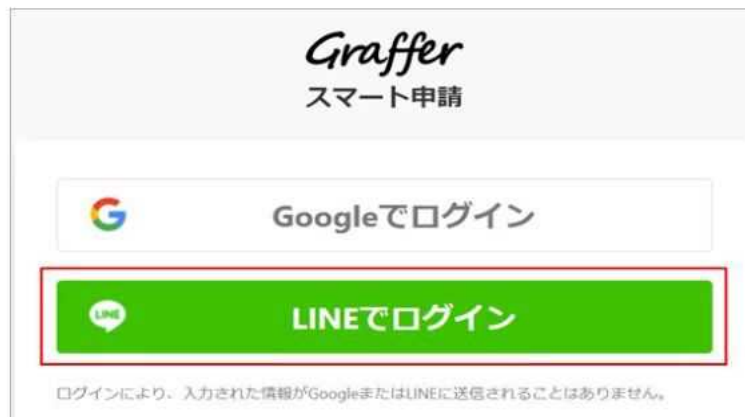 Graffer
スマート申請
Googleでログイン
LINE
LINEでログイン
ログインにより、入力された情報がGoogleまたはLINEに送信されることはありません。